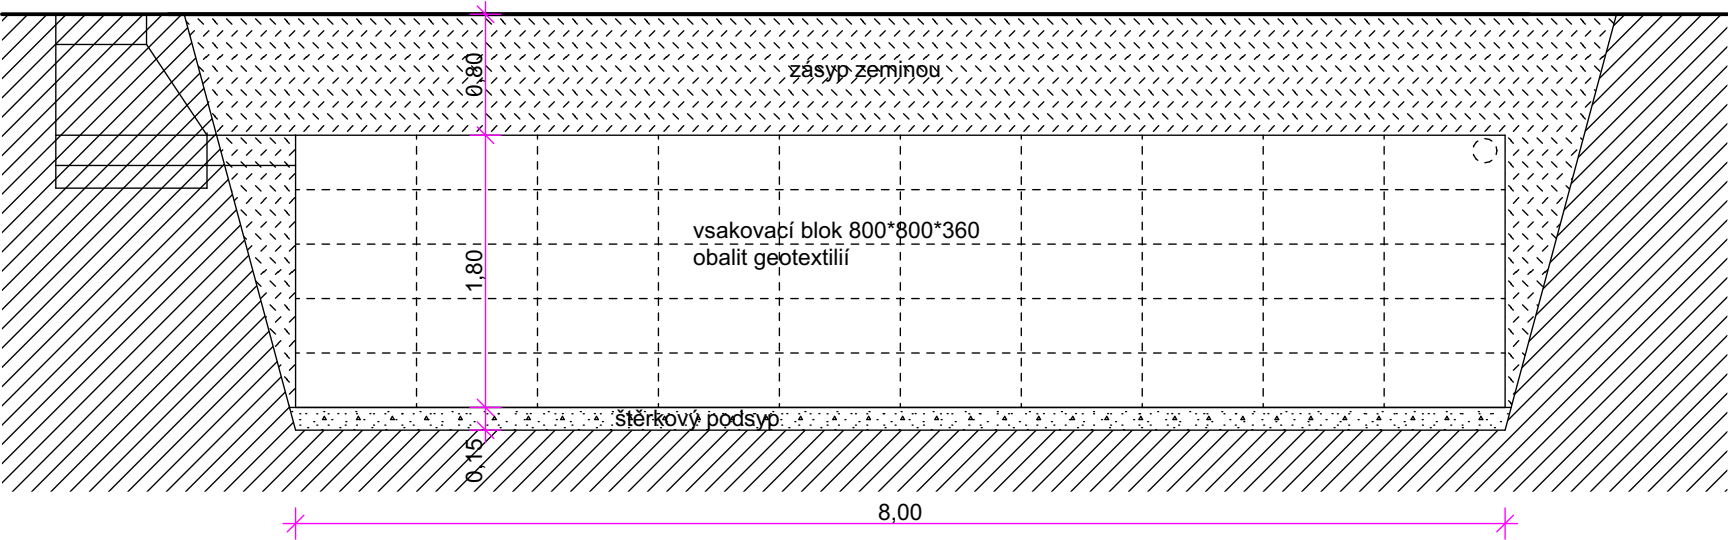 0,80
zásyp zeminou
vsakovací blok 800*800*360
obalit geotextilií
1,80
štěrkový podsyp
0,15
8,00